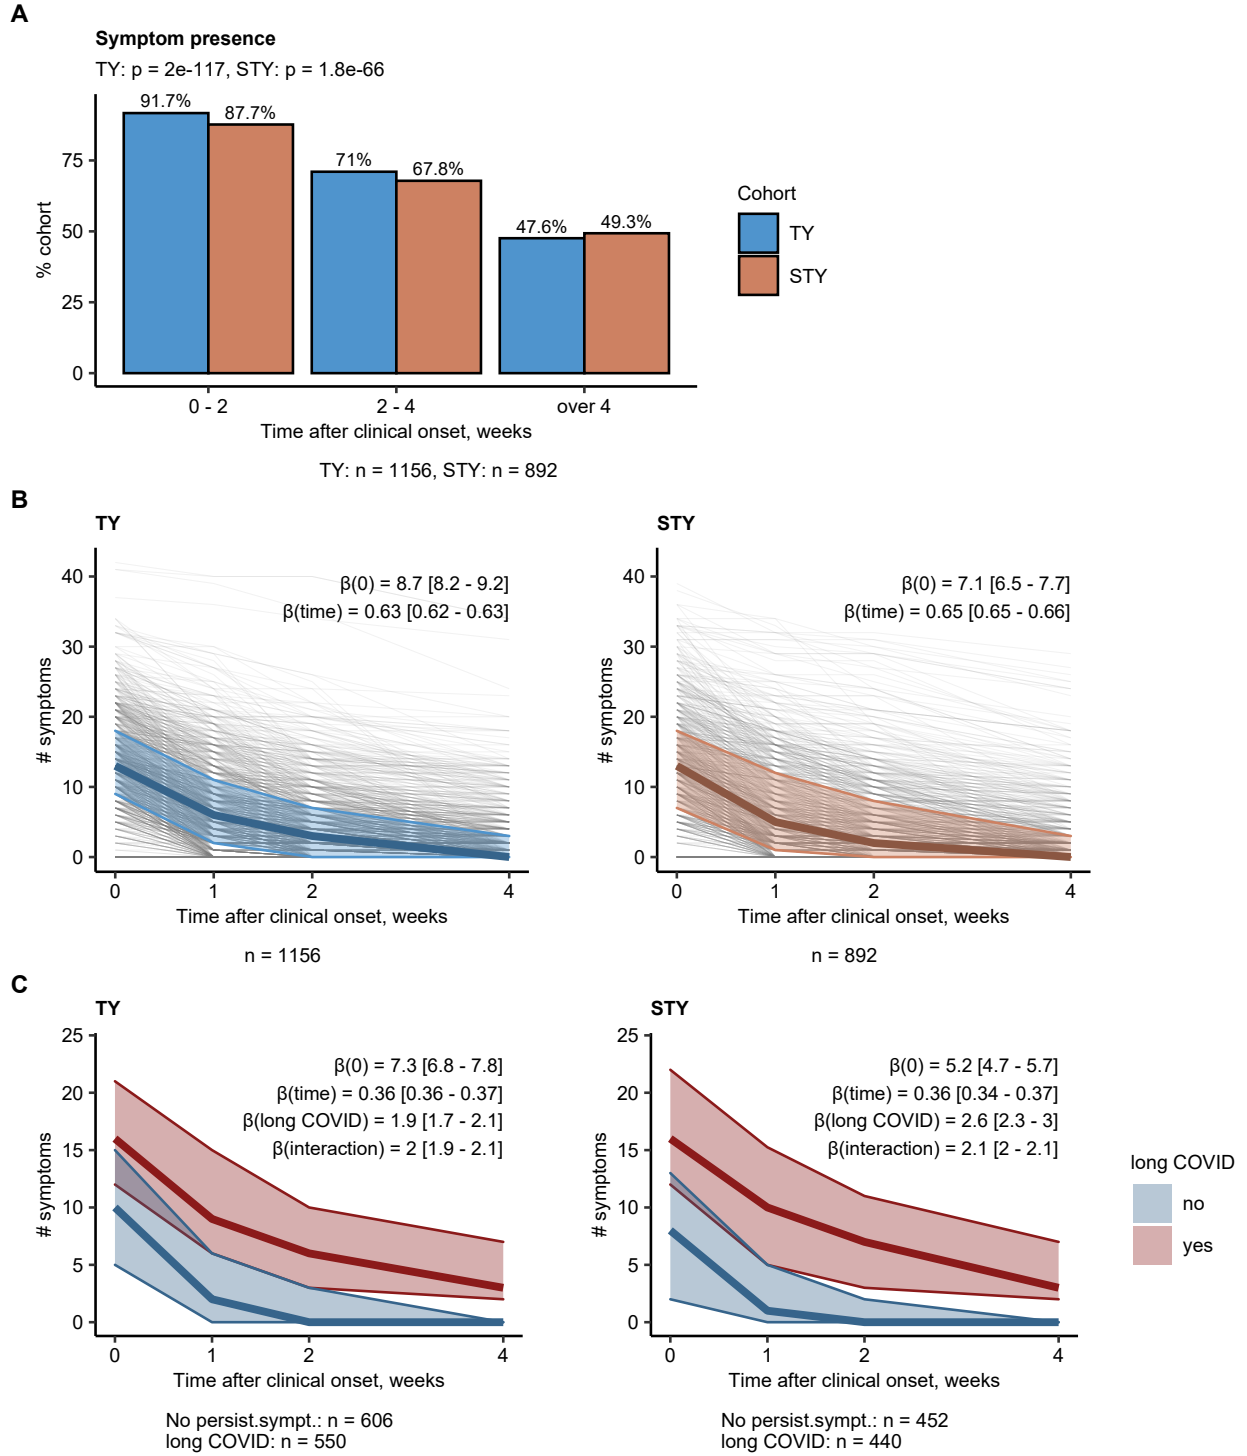 A
Symptom presence
TY: p = 2e-117, STY: p = 1.8e-66
91.7%
87.7%
71%
67.8%
47.6%
49.3%
75
50
25
0
% cohort
0 - 2
2 - 4
over 4
Time after clinical onset, weeks
TY: n = 1156, STY: n = 892
Cohort
TY
STY
B
TY
β(0) = 8.7 [8.2 - 9.2]
β(time) = 0.63 [0.62 - 0.63]
40
30
20
10
0
# symptoms
0
1
2
4
Time after clinical onset, weeks
n = 1156
STY
β(0) = 7.1 [6.5 - 7.7]
β(time) = 0.65 [0.65 - 0.66]
40
30
20
10
0
# symptoms
0
1
2
4
Time after clinical onset, weeks
n = 892
C
TY
β(0) = 7.3 [6.8 - 7.8]
β(time) = 0.36 [0.36 - 0.37]
β(long COVID) = 1.9 [1.7 - 2.1]
β(interaction) = 2 [1.9 - 2.1]
25
20
15
10
5
0
# symptoms
0
1
2
4
Time after clinical onset, weeks
No persist.sympt.: n = 606
long COVID: n = 550
STY
β(0) = 5.2 [4.7 - 5.7]
β(time) = 0.36 [0.34 - 0.37]
β(long COVID) = 2.6 [2.3 - 3]
β(interaction) = 2.1 [2 - 2.1]
25
20
15
10
5
0
# symptoms
0
1
2
4
Time after clinical onset, weeks
No persist.sympt.: n = 452
long COVID: n = 440
long COVID
no
yes